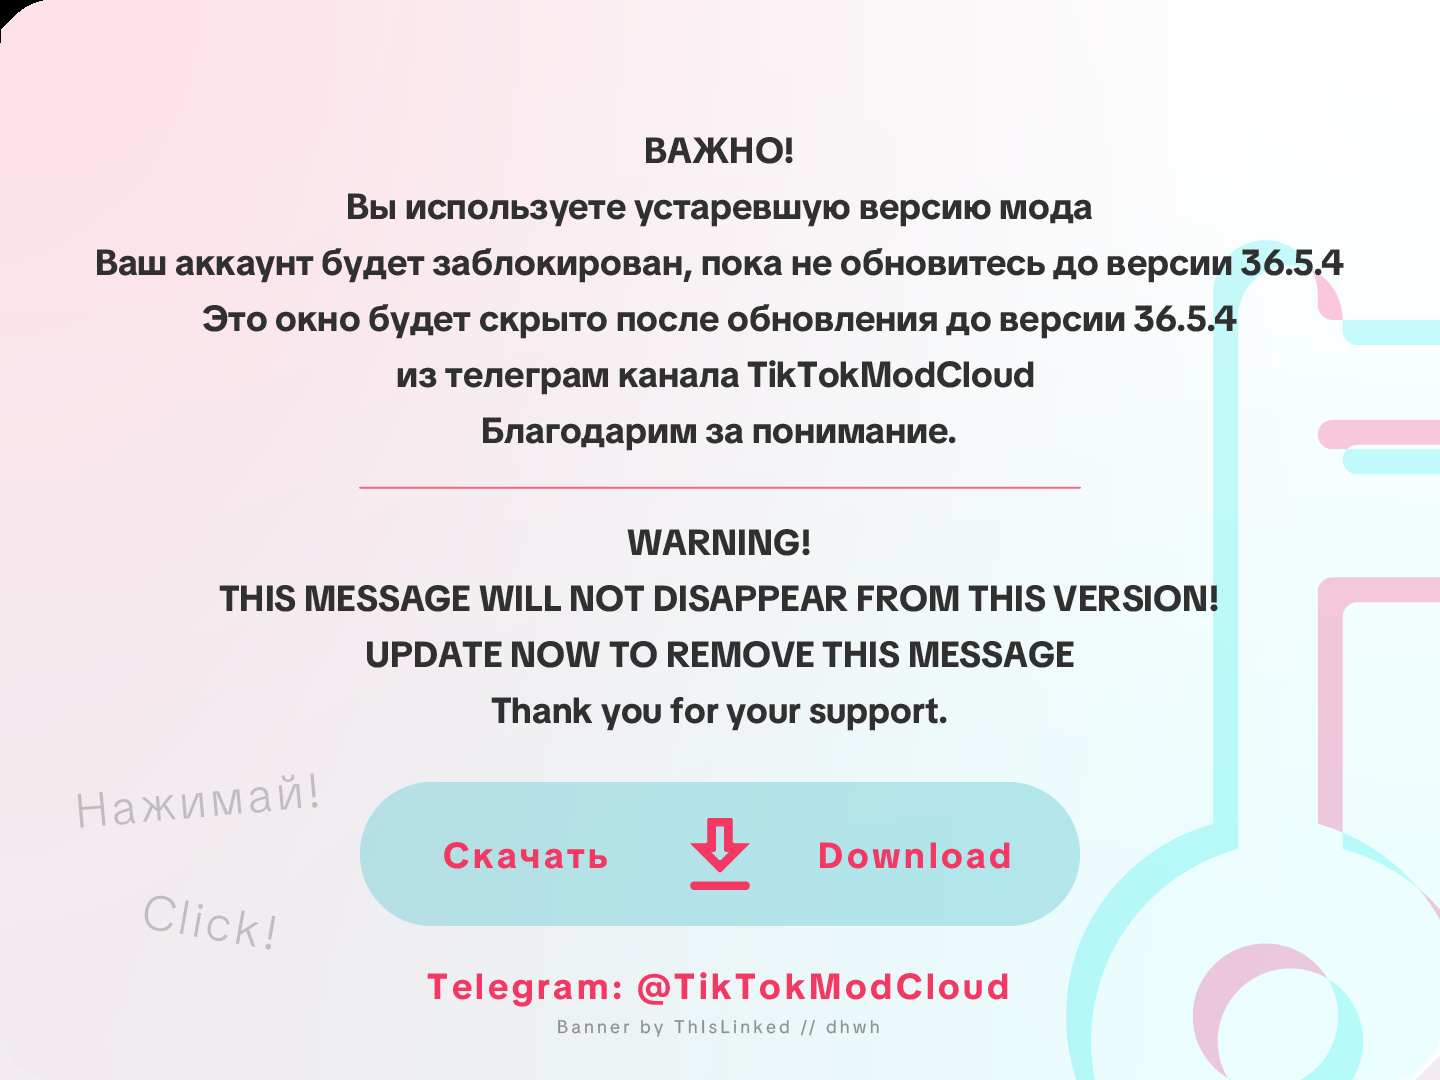 ВАЖНО!
Вы используете устаревшую версию мода
Ваш аккаунт будет заблокирован, пока не обновитесь до версии 36.5.4
Это окно будет скрыто после обновления до версии 36.5.4
из телеграм канала TikTokModCloud
Благодарим за понимание.
WARNING!
THIS MESSAGE WILL NOT DISAPPEAR FROM THIS VERSION!
UPDATE NOW TO REMOVE THIS MESSAGE
Thank you for your support.
Нажимай!
Скачать Download
Click!
Telegram: @TikTokModCloud
Banner by ThIsLinked // dhwh